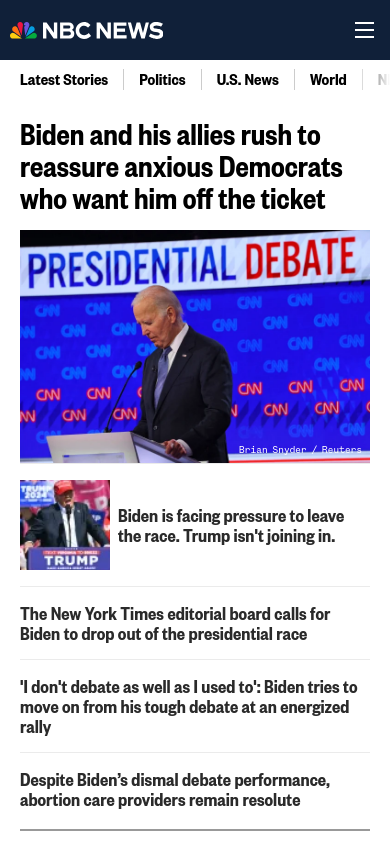 NBC NEWS
Latest Stories
Politics
U.S. News
World
Biden and his allies rush to
reassure anxious Democrats
who want him off the ticket
PRESIDENTIAL DEBATE
CNN CNN CNN CNN
CNN CNN CNN CNN
Brian Snyder / Reuters
TRUMP
2024
TRUMP
Biden is facing pressure to leave
the race. Trump isn't joining in.
The New York Times editorial board calls for
Biden to drop out of the presidential race
'I don't debate as well as I used to': Biden tries to
move on from his tough debate at an energized
rally
Despite Biden’s dismal debate performance,
abortion care providers remain resolute